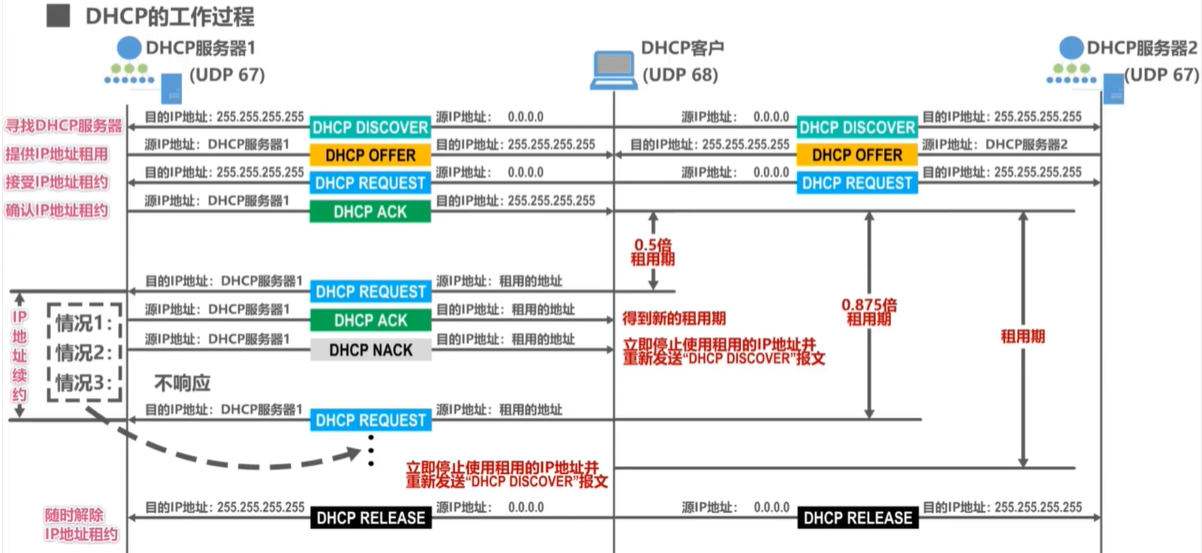 DHCP的工作过程
DHCP服务器1
(UDP 67)
DHCP客户
(UDP 68)
DHCP服务器2
(UDP 67)
寻找DHCP服务器
目的IP地址: 255.255.255.255
DHCP DISCOVER
源IP地址: 0.0.0.0
源IP地址: 0.0.0.0
DHCP DISCOVER
目的IP地址: 255.255.255.255
提供IP地址租用
源IP地址: DHCP服务器1
DHCP OFFER
目的IP地址: 255.255.255.255
目的IP地址: 255.255.255.255
DHCP OFFER
源IP地址: DHCP服务器2
接受IP地址租约
目的IP地址: 255.255.255.255
DHCP REQUEST
源IP地址: 0.0.0.0
源IP地址: 0.0.0.0
DHCP REQUEST
目的IP地址: 255.255.255.255
确认IP地址租约
源IP地址: DHCP服务器1
DHCP ACK
目的IP地址: 255.255.255.255
0.5倍
租用期
0.875倍
租用期
租用期
IP地址续约
目的IP地址: DHCP服务器1
DHCP REQUEST
源IP地址: 租用的地址
情况1:
源IP地址: DHCP服务器1
DHCP ACK
目的IP地址: 租用的地址
得到新的租用期
情况2:
源IP地址: DHCP服务器1
DHCP NACK
目的IP地址: 租用的地址
立即停止使用租用的IP地址并
重新发送“DHCP DISCOVER”报文
情况3:
不响应
目的IP地址: DHCP服务器1
DHCP REQUEST
源IP地址: 租用的地址
立即停止使用租用的IP地址并
重新发送“DHCP DISCOVER”报文
随时解除
IP地址租约
目的IP地址: 255.255.255.255
DHCP RELEASE
源IP地址: 0.0.0.0
源IP地址: 0.0.0.0
DHCP RELEASE
目的IP地址: 255.255.255.255